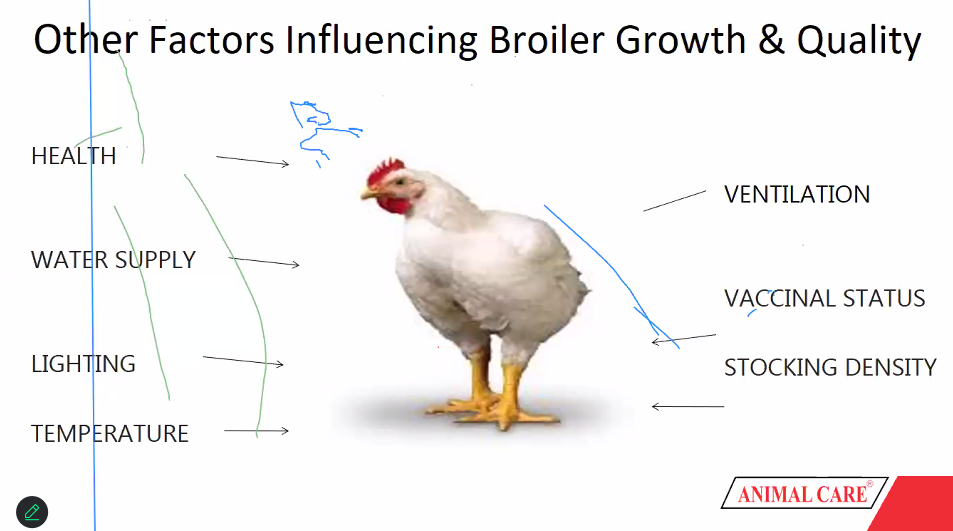 Other Factors Influencing Broiler Growth & Quality
HEALTH
WATER SUPPLY
LIGHTING
TEMPERATURE
VENTILATION
VACCINAL STATUS
STOCKING DENSITY
ANIMAL CARE®